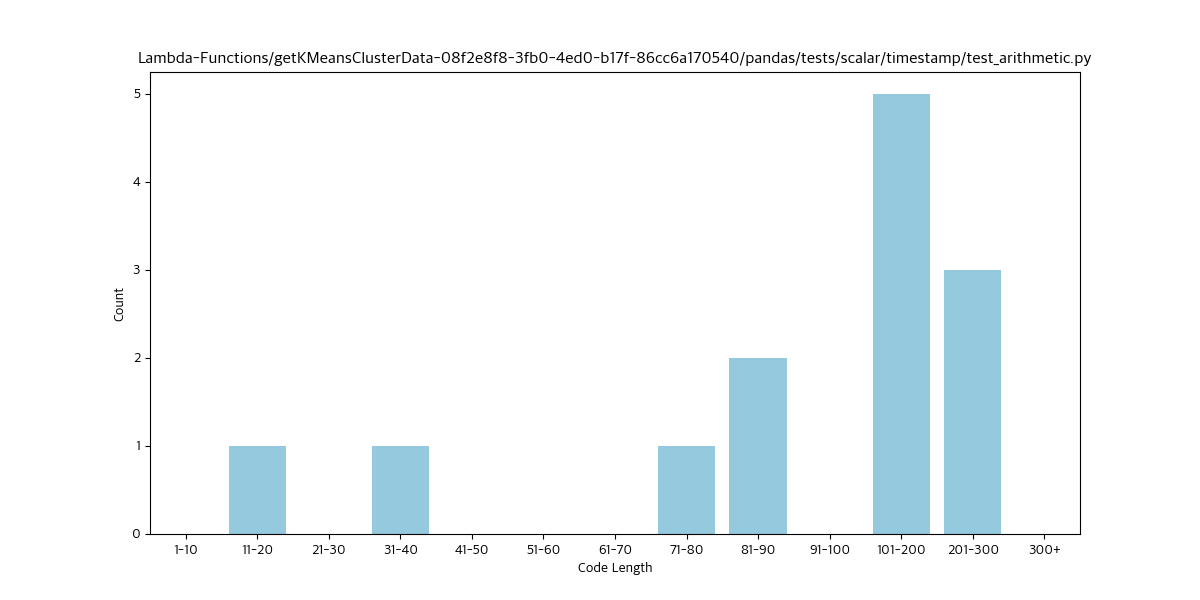 Lambda-Functions/getKMeansClusterData-08f2e8f8-3fb0-4ed0-b17f-86cc6a170540/pandas/tests/scalar/timestamp/test_arithmetic.py
5
4
3
2
1
0
Count
1-10 11-20 21-30 31-40 41-50 51-60 61-70 71-80 81-90 91-100 101-200 201-300 300+
Code Length